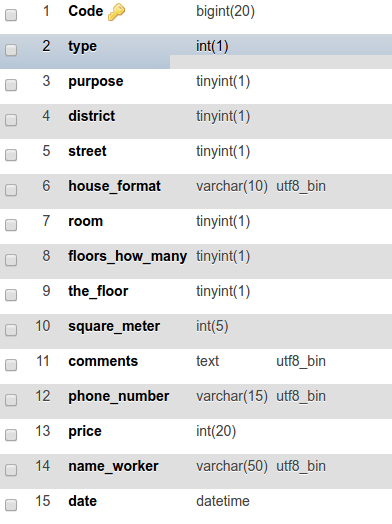 1 Code bigint(20)
2 type int(1)
3 purpose tinyint(1)
4 district tinyint(1)
5 street tinyint(1)
6 house_format varchar(10) utf8_bin
7 room tinyint(1)
8 floors_how_many tinyint(1)
9 the_floor tinyint(1)
10 square_meter int(5)
11 comments text utf8_bin
12 phone_number varchar(15) utf8_bin
13 price int(20)
14 name_worker varchar(50) utf8_bin
15 date datetime